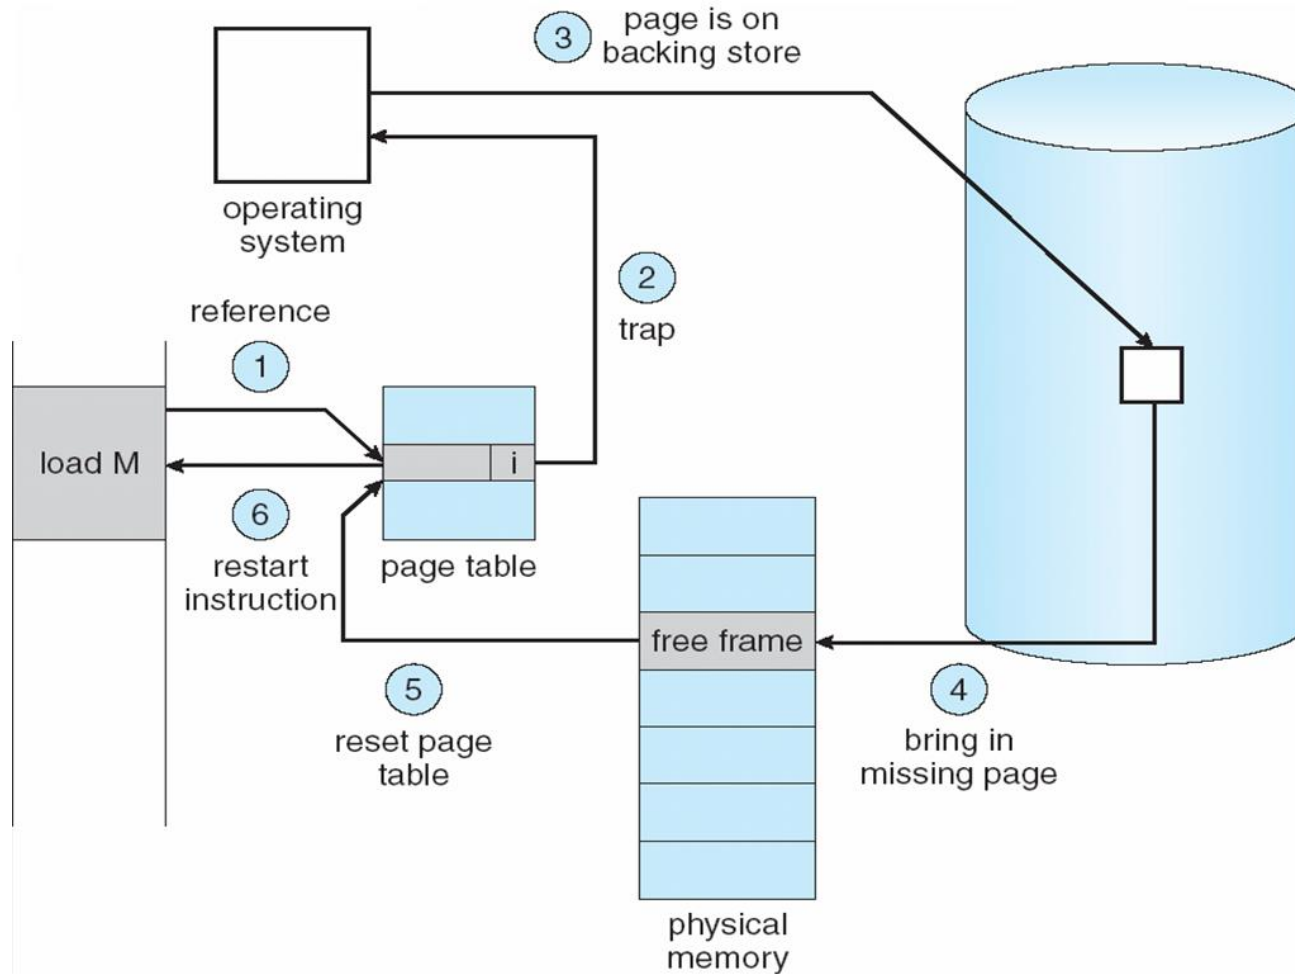 3
page is on
backing store
operating
system
2
trap
reference
1
load M
i
6
restart
instruction
page table
free frame
5
reset page
table
4
bring in
missing page
physical
memory